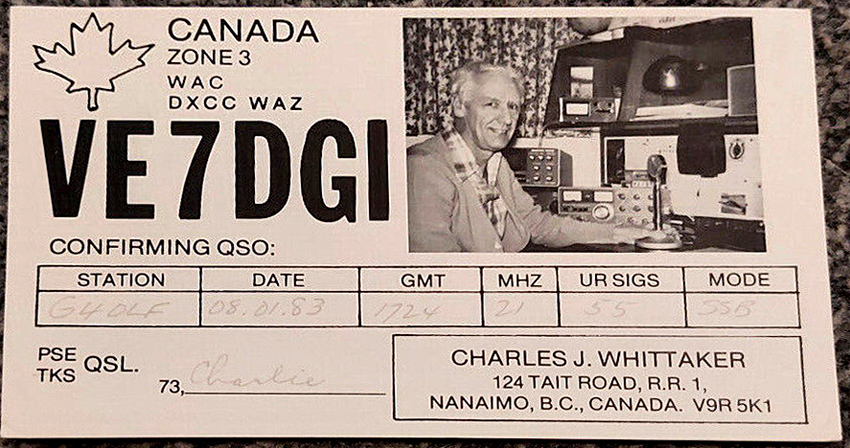 CANADA
ZONE 3
WAC
DXCC WAZ
VE7DGI
CONFIRMING QSO:
STATION DATE GMT MHZ UR SIGS MODE
G4OLF 08.01.83 1724 21 55 SSB
PSE
TKS QSL.
73, Charlie
CHARLES J. WHITTAKER
124 TAIT ROAD, R.R. 1,
NANAIMO, B.C., CANADA. V9R 5K1